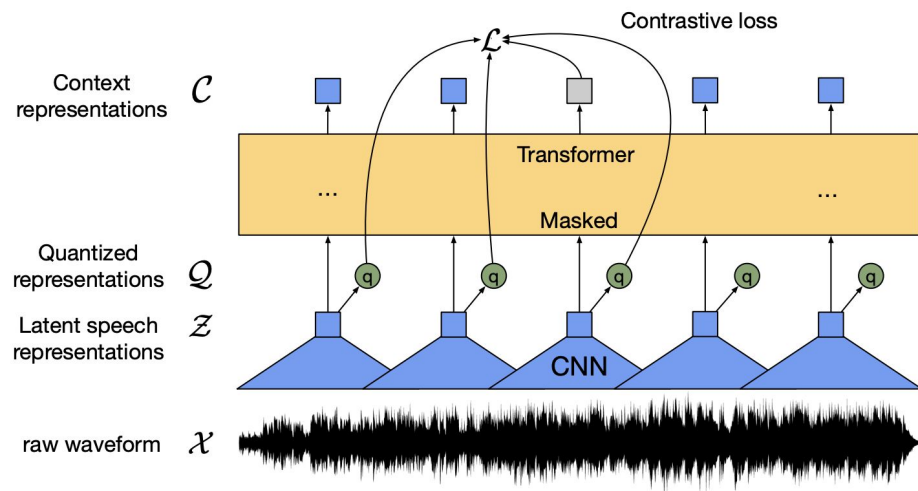 Contrastive loss
ℒ
Context
representations 𝒞
Transformer
... ...
Masked
Quantized
representations 𝒬
q q q q q
Latent speech
representations 𝒵
CNN
raw waveform 𝒳